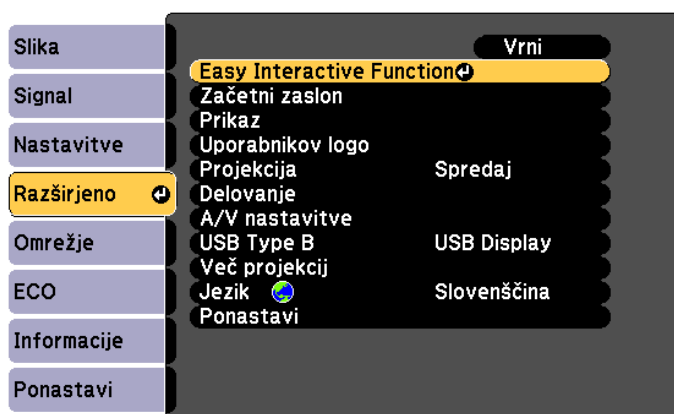 Slika
Signal
Nastavitve
Razširjeno
Omrežje
ECO
Informacije
Ponastavi
Vrni
Easy Interactive Function
Začetni zaslon
Prikaz
Uporabnikov logo
Projekcija Spredaj
Delovanje
A/V nastavitve
USB Type B USB Display
Več projekcij
Jezik Slovenščina
Ponastavi